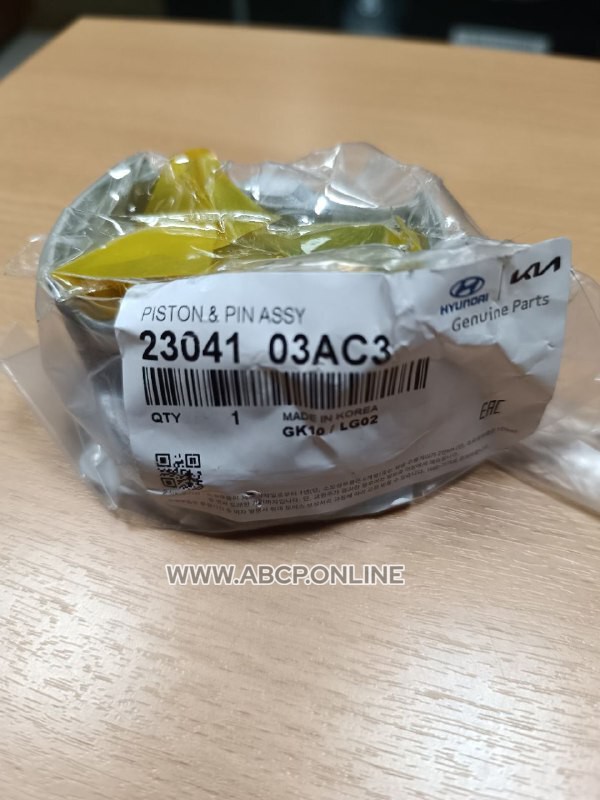 PISTON & PIN ASSY
HYUNDAI
KIA
Genuine Parts
23041 03AC3
QTY 1
MADE IN KOREA
GK10 / LG02
EAC
WWW.ABCP.ONLINE